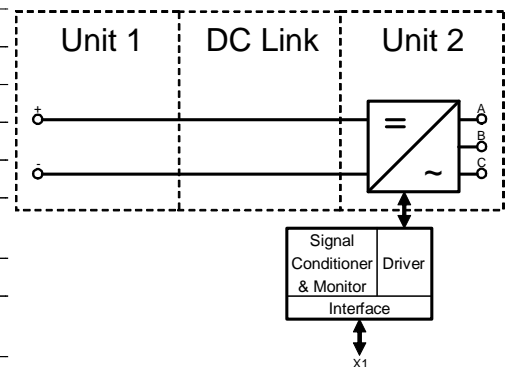 Unit 1 DC Link Unit 2
+
A
=
B
-
C
~
Signal
Conditioner Driver
& Monitor
Interface
X1